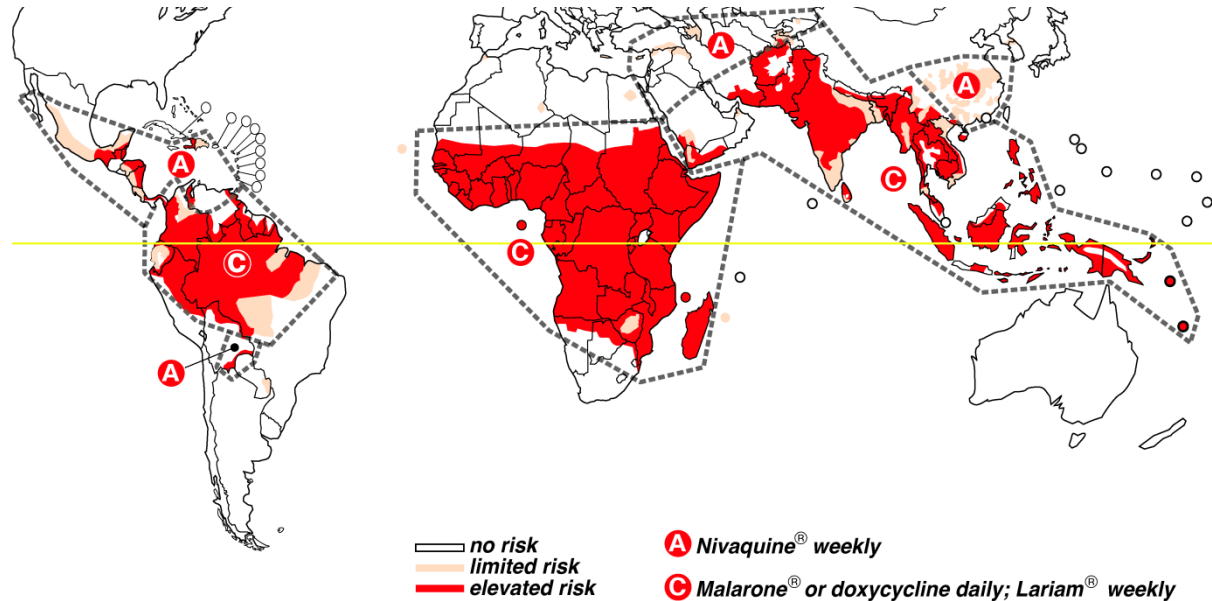 A
A
A
C
C
C
A
no risk
limited risk
elevated risk
A Nivaquine® weekly
C Malarone® or doxycycline daily; Lariam® weekly